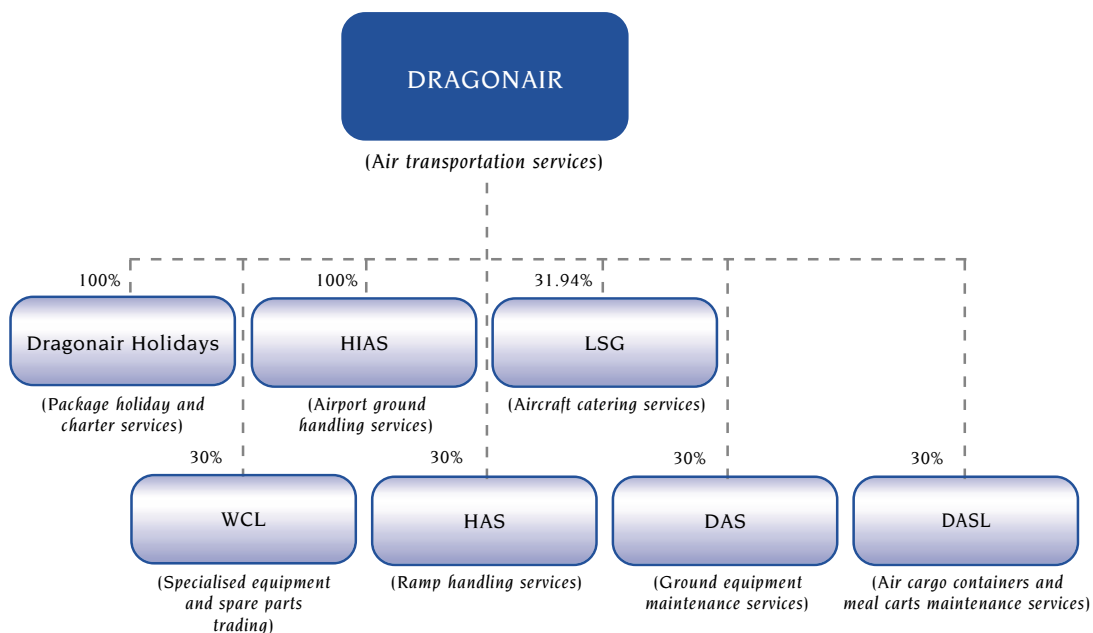 DRAGONAIR
(Air transportation services)
100%
100%
31.94%
Dragonair Holidays
HIAS
LSG
(Package holiday and
charter services)
(Airport ground
handling services)
(Aircraft catering services)
30%
30%
30%
30%
WCL
HAS
DAS
DASL
(Specialised equipment
and spare parts
trading)
(Ramp handling services)
(Ground equipment
maintenance services)
(Air cargo containers and
meal carts maintenance services)